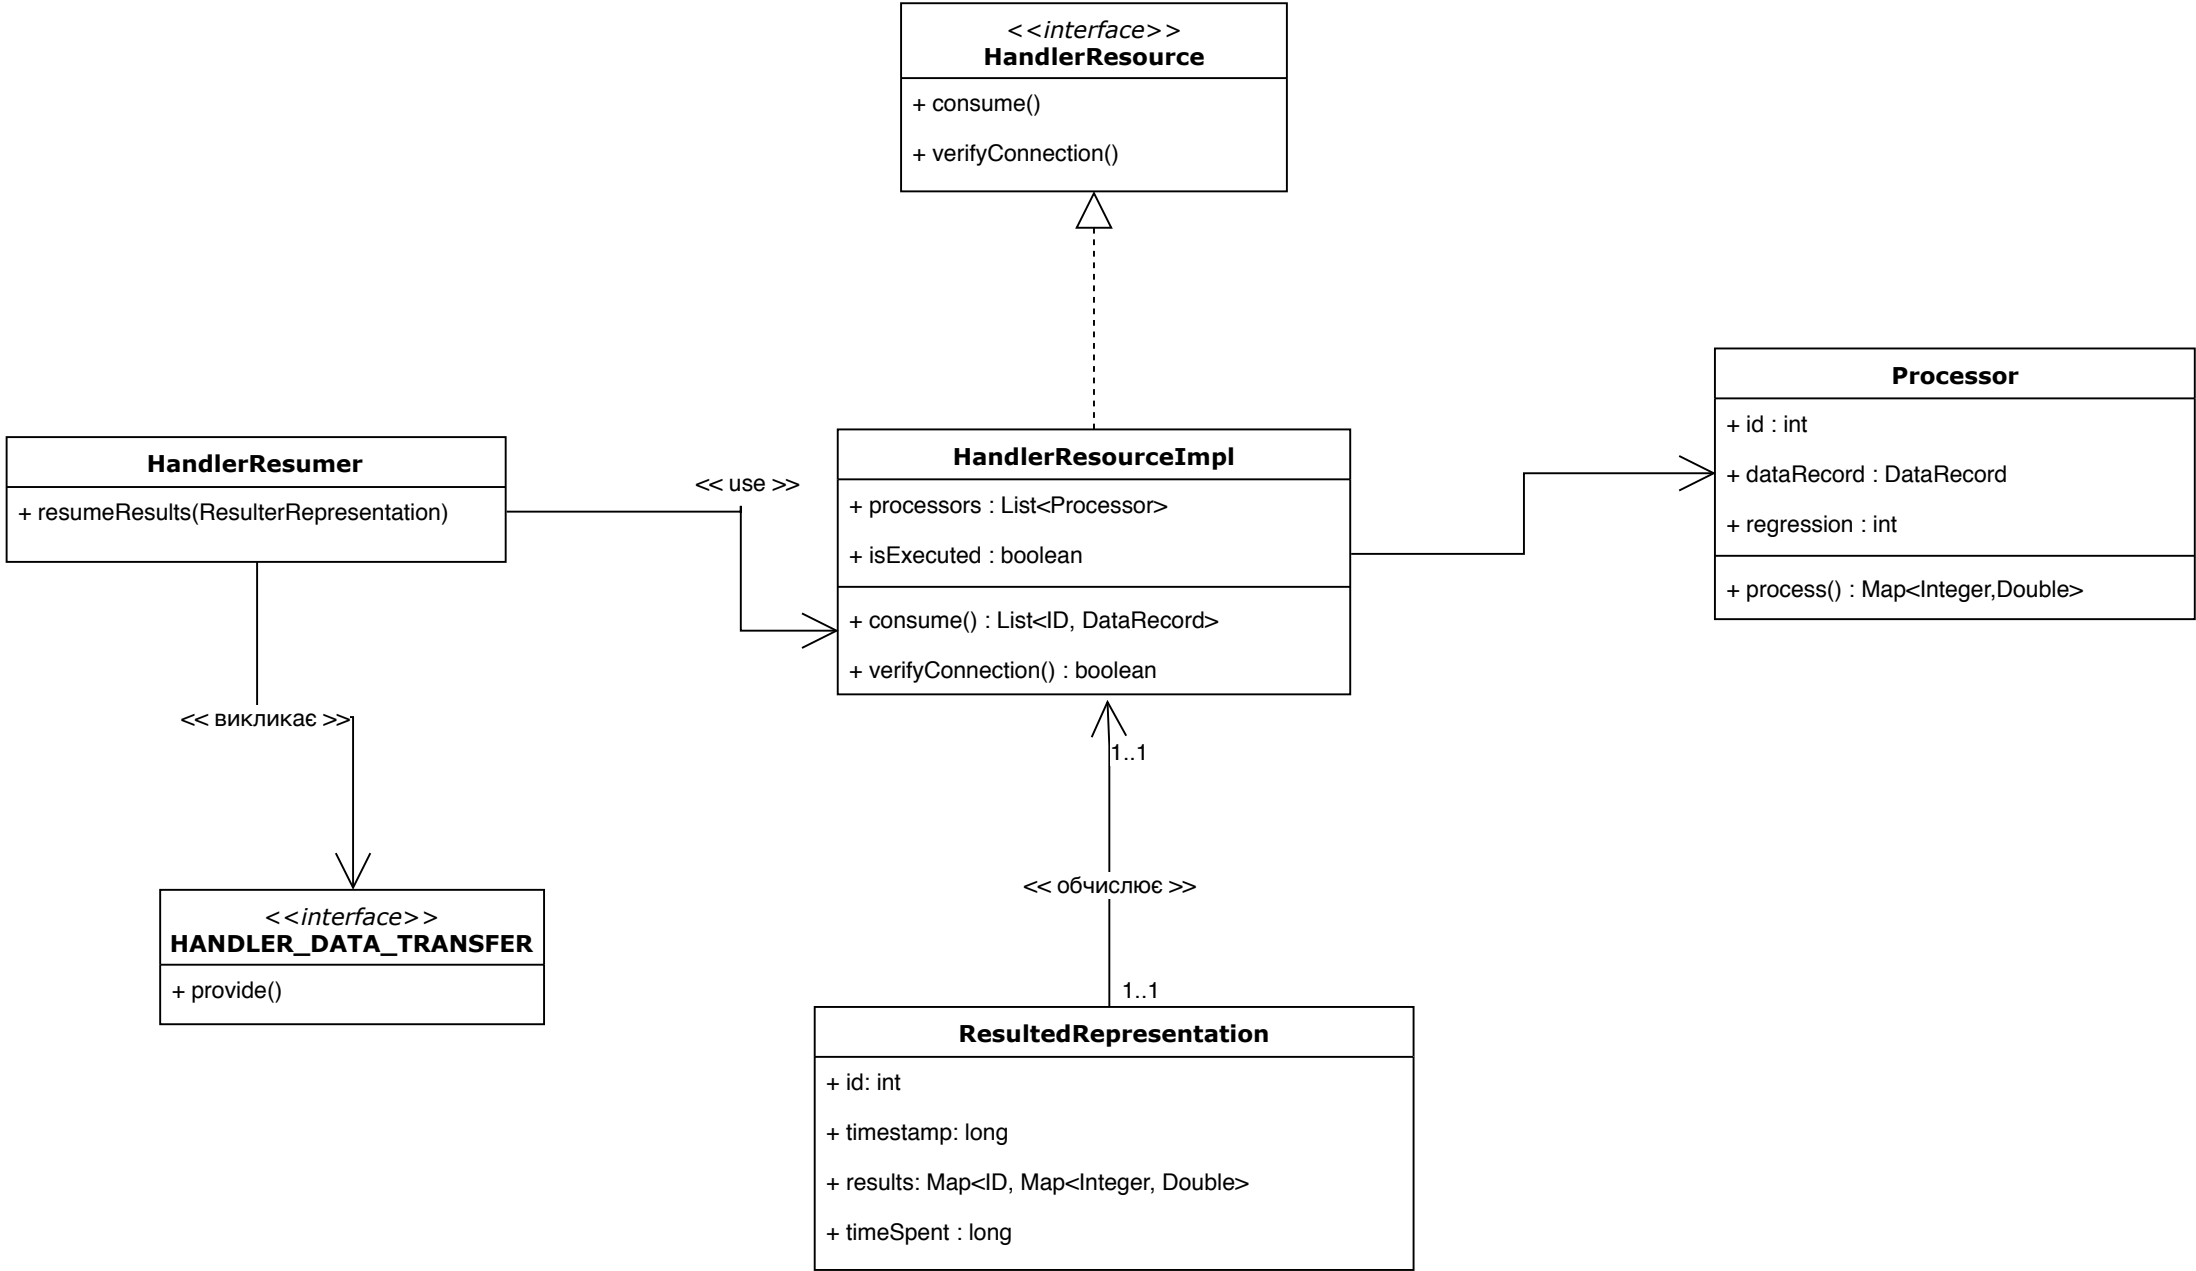 <<interface>>
HandlerResource
+ consume()
+ verifyConnection()
Processor
+ id : int
+ dataRecord : DataRecord
+ regression : int
+ process() : Map<Integer,Double>
HandlerResumer
+ resumeResults(ResulterRepresentation)
<< use >>
HandlerResourceImpl
+ processors : List<Processor>
+ isExecuted : boolean
+ consume() : List<ID, DataRecord>
+ verifyConnection() : boolean
<< викликає >>
1..1
<< обчислює >>
<<interface>>
HANDLER_DATA_TRANSFER
+ provide()
1..1
ResultedRepresentation
+ id: int
+ timestamp: long
+ results: Map<ID, Map<Integer, Double>
+ timeSpent : long